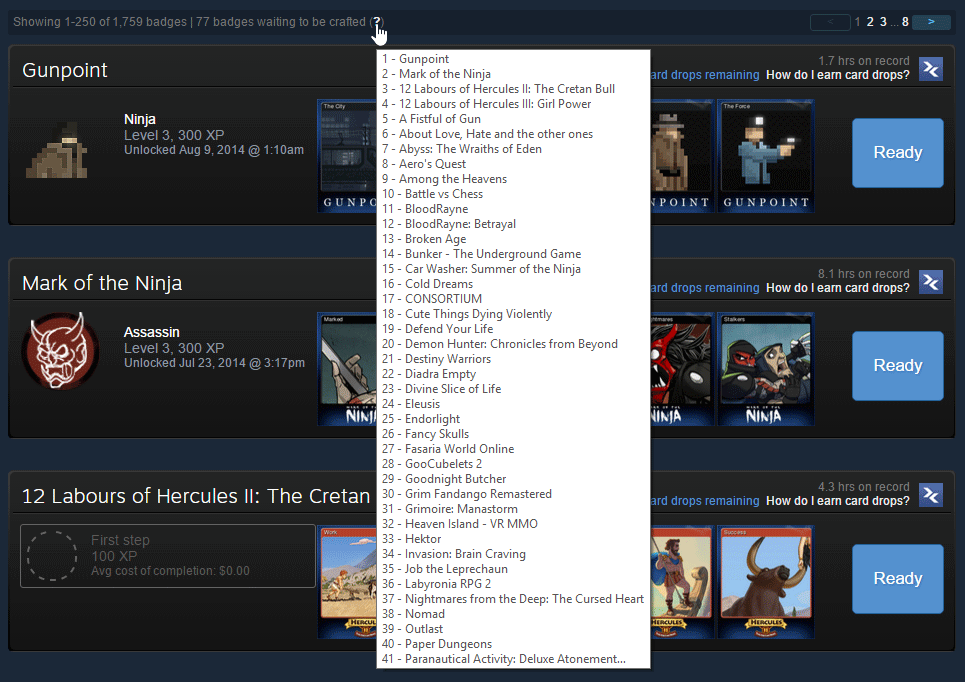 Showing 1-250 of 1,759 badges | 77 badges waiting to be crafted (?)
< 1 2 3 ... 8 >
Gunpoint
1.7 hrs on record
ard drops remaining How do I earn card drops?
Ninja
Level 3, 300 XP
Unlocked Aug 9, 2014 @ 1:10am
The City
GUNP
NPOINT
The Force
GUNPOINT
Ready
1 - Gunpoint
2 - Mark of the Ninja
3 - 12 Labours of Hercules II: The Cretan Bull
4 - 12 Labours of Hercules III: Girl Power
5 - A Fistful of Gun
6 - About Love, Hate and the other ones
7 - Abyss: The Wraiths of Eden
8 - Aero's Quest
9 - Among the Heavens
10 - Battle vs Chess
11 - BloodRayne
12 - BloodRayne: Betrayal
13 - Broken Age
14 - Bunker - The Underground Game
15 - Car Washer: Summer of the Ninja
16 - Cold Dreams
17 - CONSORTIUM
18 - Cute Things Dying Violently
19 - Defend Your Life
20 - Demon Hunter: Chronicles from Beyond
21 - Destiny Warriors
22 - Diadra Empty
23 - Divine Slice of Life
24 - Eleusis
25 - Endorlight
26 - Fancy Skulls
27 - Fasaria World Online
28 - GooCubelets 2
29 - Goodnight Butcher
30 - Grim Fandango Remastered
31 - Grimoire: Manastorm
32 - Heaven Island - VR MMO
33 - Hektor
34 - Invasion: Brain Craving
35 - Job the Leprechaun
36 - Labyronia RPG 2
37 - Nightmares from the Deep: The Cursed Heart
38 - Nomad
39 - Outlast
40 - Paper Dungeons
41 - Paranautical Activity: Deluxe Atonement...
Mark of the Ninja
8.1 hrs on record
ard drops remaining How do I earn card drops?
Assassin
Level 3, 300 XP
Unlocked Jul 23, 2014 @ 3:17pm
Marked
NINJ
htmares
NINJA
Stalkers
MARK OF THE
NINJA
Ready
12 Labours of Hercules II: The Cretan
4.3 hrs on record
ard drops remaining How do I earn card drops?
First step
100 XP
Avg cost of completion: $0.00
Work
HERCUL
HERCULES
Success
HERCULES
Ready